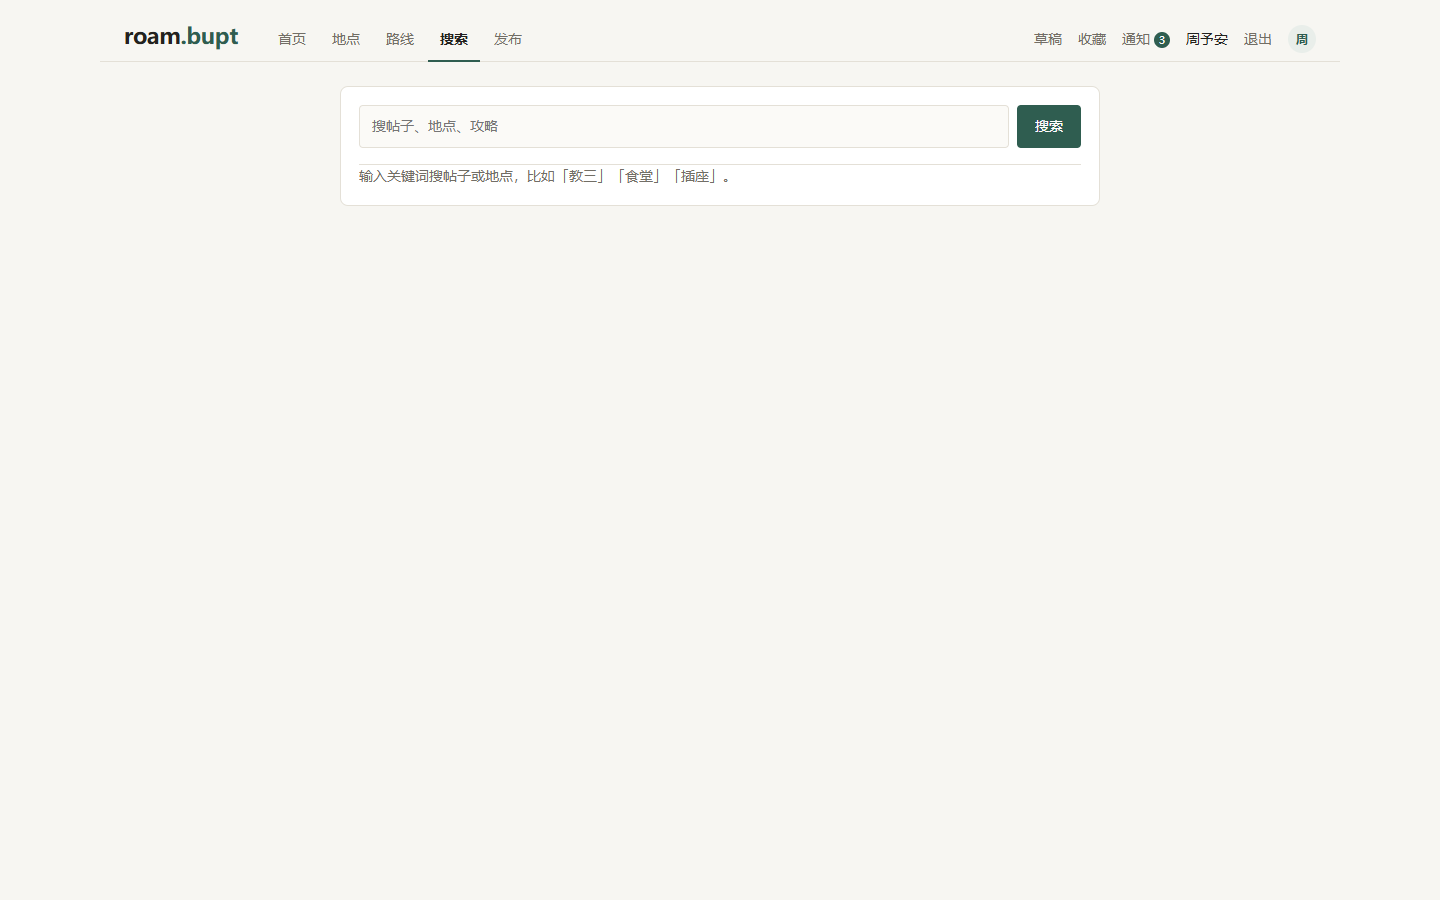 roam.bupt 首页 地点 路线 搜索 发布 草稿 收藏 通知 3 周予安 退出 周
搜帖子、地点、攻略 搜索
输入关键词搜帖子或地点，比如「教三」「食堂」「插座」。